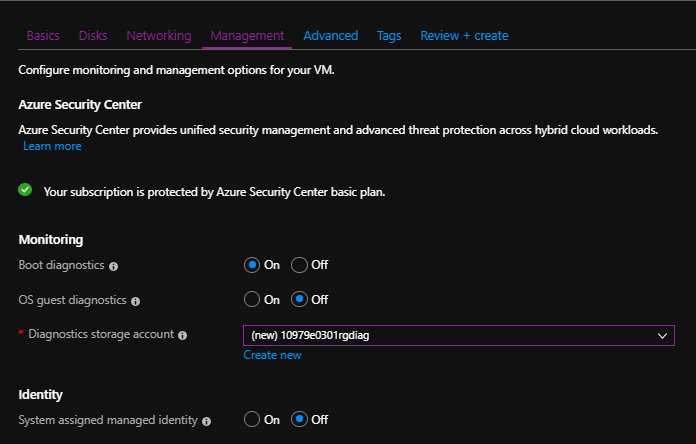 Basics Disks Networking Management Advanced Tags Review + create
Configure monitoring and management options for your VM.
Azure Security Center
Azure Security Center provides unified security management and advanced threat protection across hybrid cloud workloads.
Learn more
Your subscription is protected by Azure Security Center basic plan.
Monitoring
Boot diagnostics On Off
OS guest diagnostics On Off
* Diagnostics storage account (new) 10979e0301rgdiag
Create new
Identity
System assigned managed identity On Off